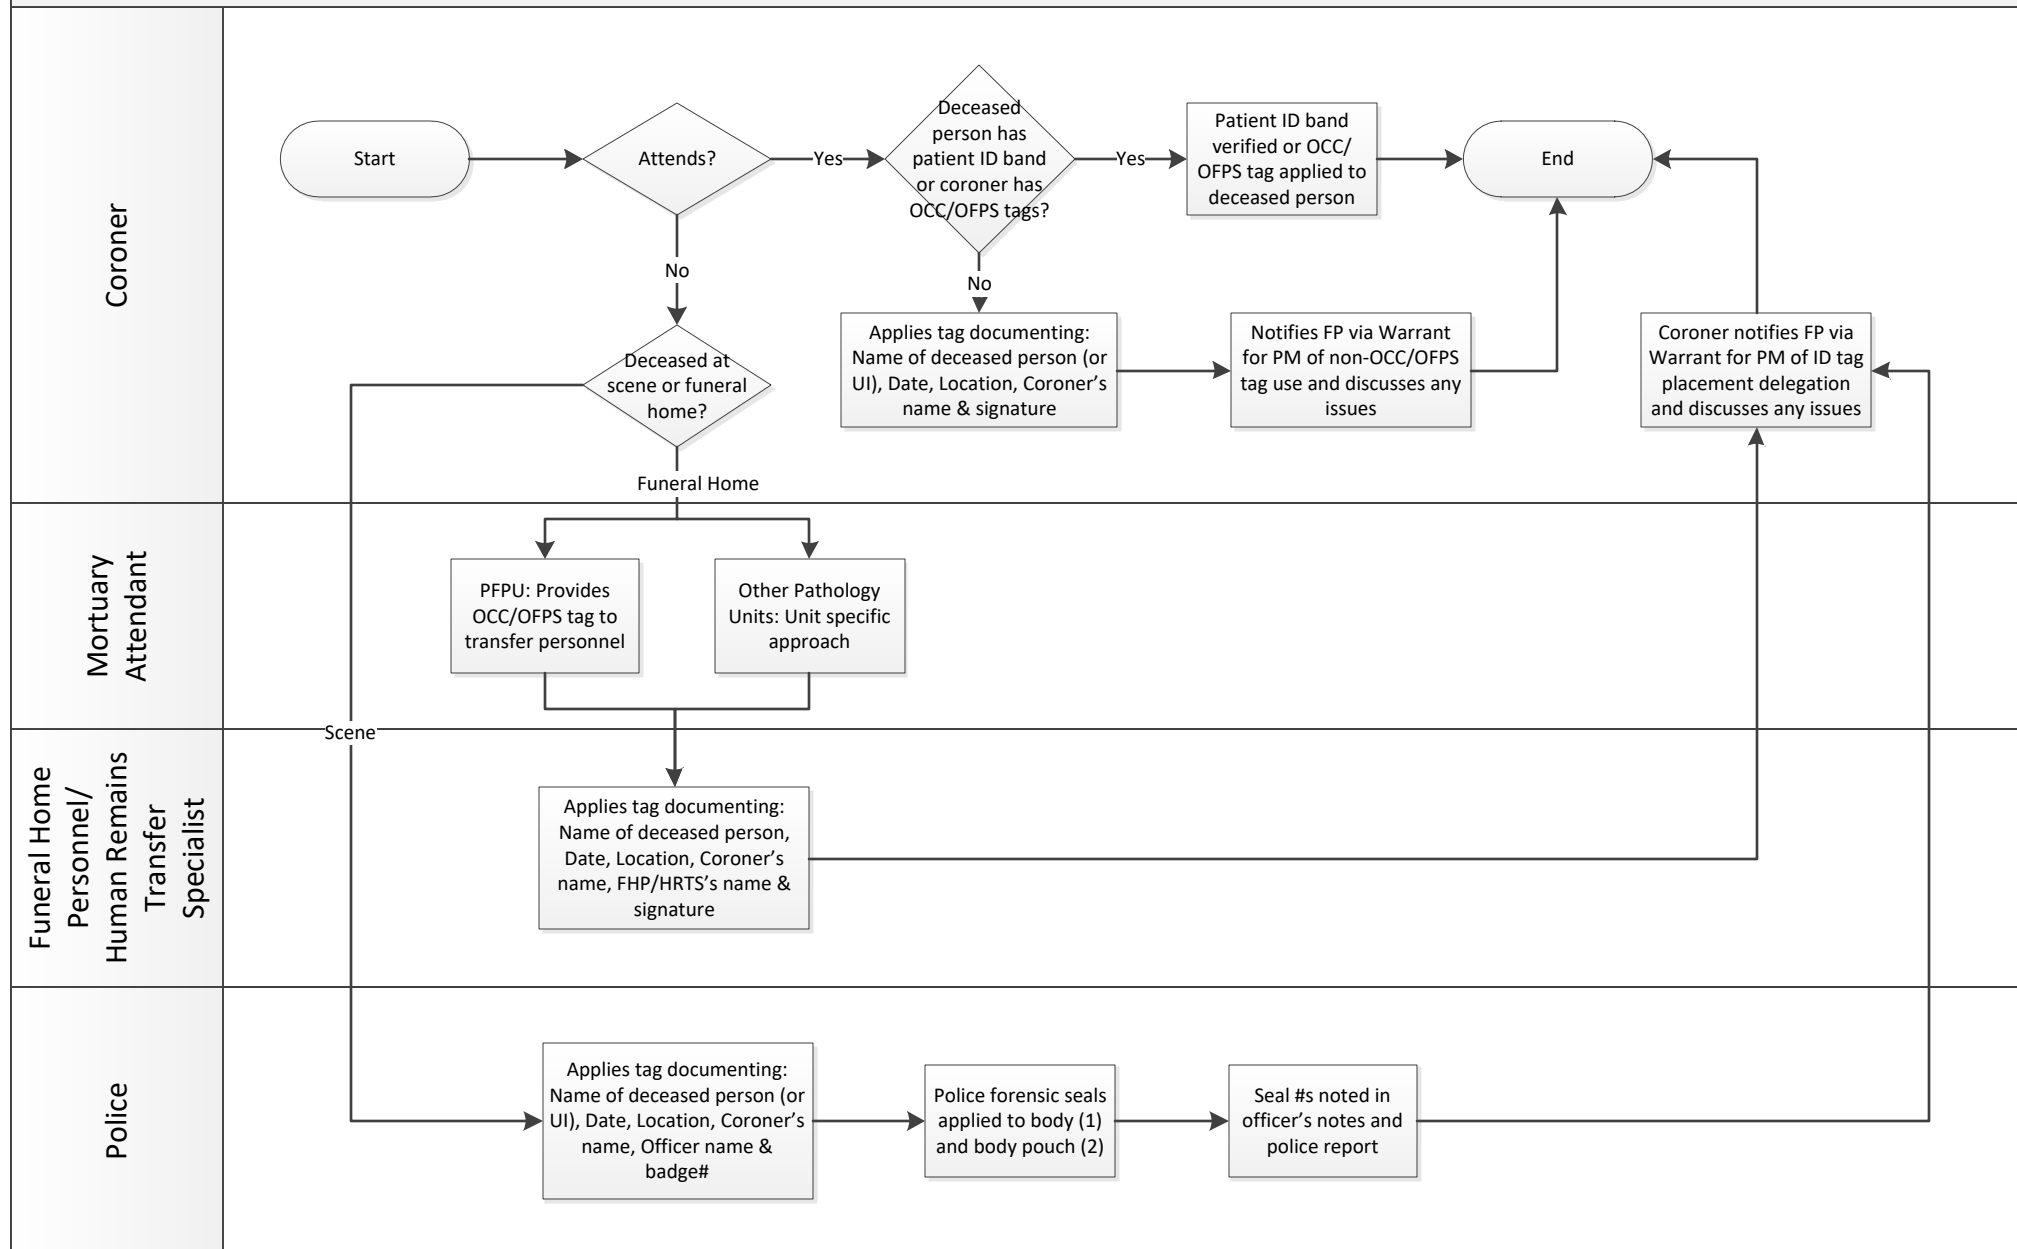 Coroner
Start
Attends?
Yes
Deceased
person has
patient ID band
or coroner has
OCC/OFPS tags?
Yes
Patient ID band
verified or OCC/
OFPS tag applied to
deceased person
End
No
No
Deceased at
scene or funeral
home?
Applies tag documenting:
Name of deceased person (or
UI), Date, Location, Coroner’s
name & signature
Notifies FP via Warrant
for PM of non-OCC/OFPS
tag use and discusses any
issues
Coroner notifies FP via
Warrant for PM of ID tag
placement delegation
and discusses any issues
Funeral Home
Mortuary
Attendant
PFPU: Provides
OCC/OFPS tag to
transfer personnel
Other Pathology
Units: Unit specific
approach
Scene
Funeral Home
Personnel/
Human Remains
Transfer
Specialist
Applies tag documenting:
Name of deceased person,
Date, Location, Coroner’s
name, FHP/HRTS’s name &
signature
Police
Applies tag documenting:
Name of deceased person (or
UI), Date, Location, Coroner’s
name, Officer name &
badge#
Police forensic seals
applied to body (1)
and body pouch (2)
Seal #s noted in
officer’s notes and
police report